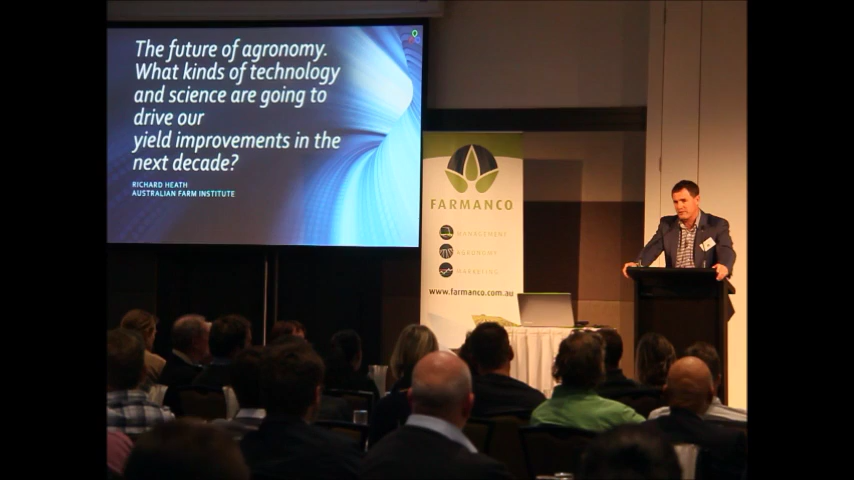 The future of agronomy.
What kinds of technology
and science are going to
drive our
yield improvements in the
next decade?
RICHARD HEATH
AUSTRALIAN FARM INSTITUTE
FARMANCO
MANAGEMENT
AGRONOMY
MARKETING
www.farmanco.com.au